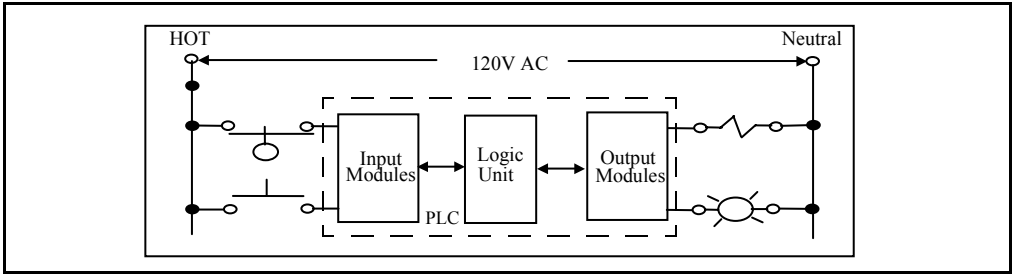 HOT
Neutral
120V AC
Input
Modules
Logic
Unit
Output
Modules
PLC